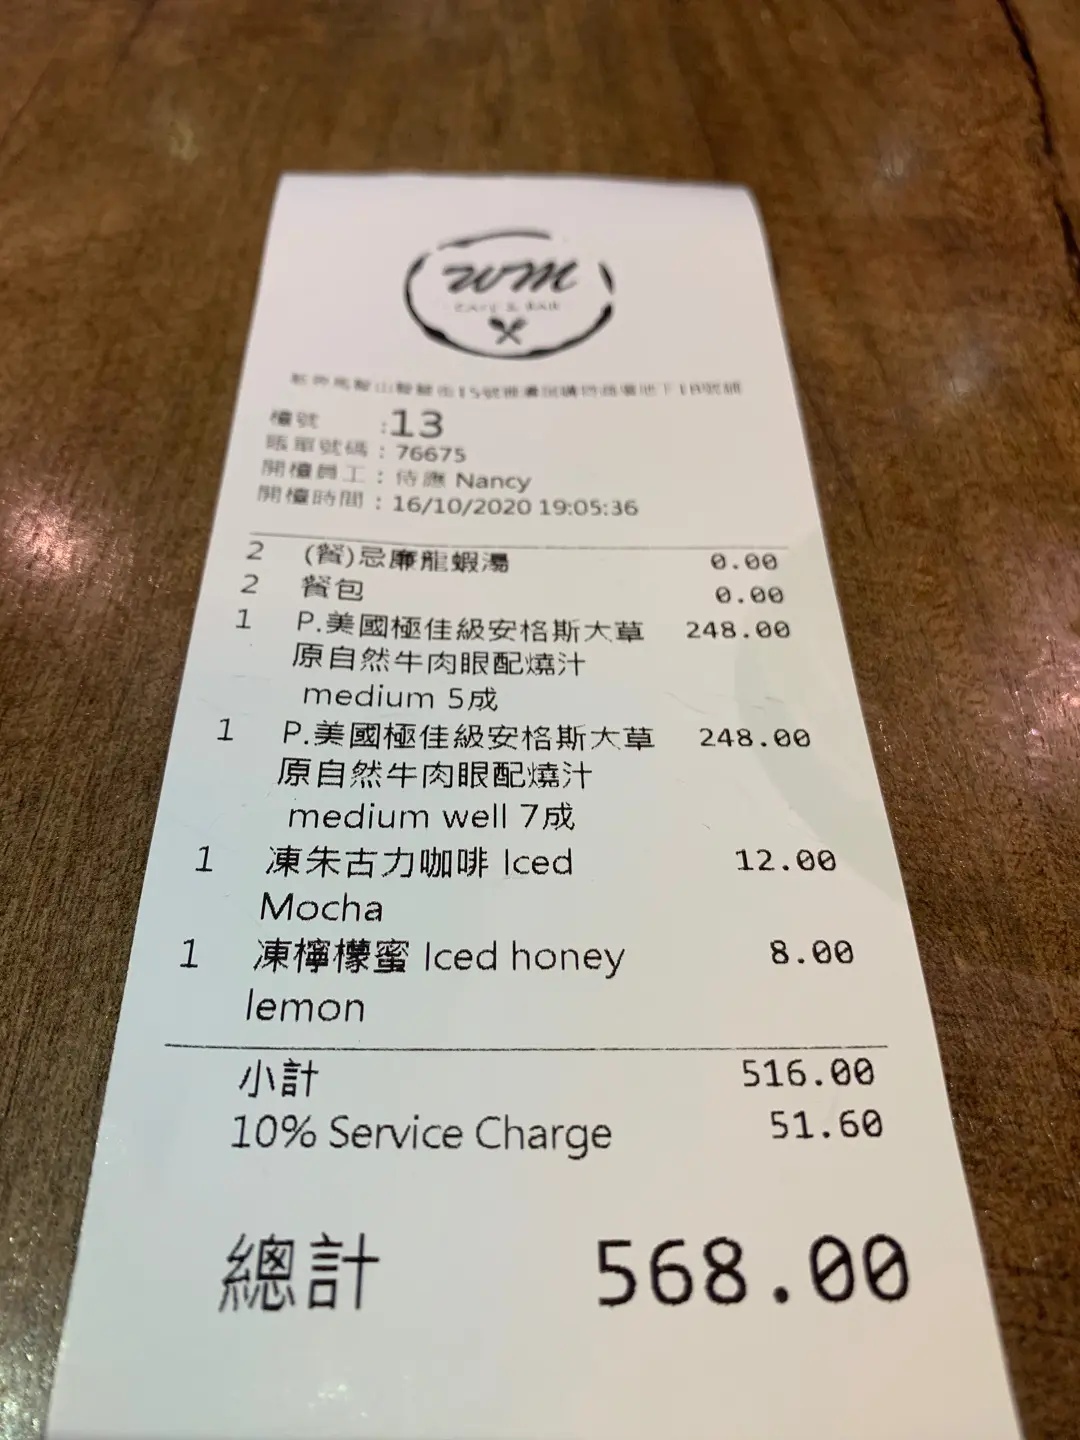 WM
CAFE & BAR
檯號 :13
賬單號碼 : 76675
開檯員工 : 侍應 Nancy
開檯時間 : 16/10/2020 19:05:36
2 (餐)忌廉龍蝦湯 0.00
2 餐包 0.00
1 P.美國極佳級安格斯大草 248.00
原自然牛肉眼配燒汁
medium 5成
1 P.美國極佳級安格斯大草 248.00
原自然牛肉眼配燒汁
medium well 7成
1 凍朱古力咖啡 Iced 12.00
Mocha
1 凍檸檬蜜 Iced honey 8.00
lemon
小計 516.00
10% Service Charge 51.60
總計 568.00